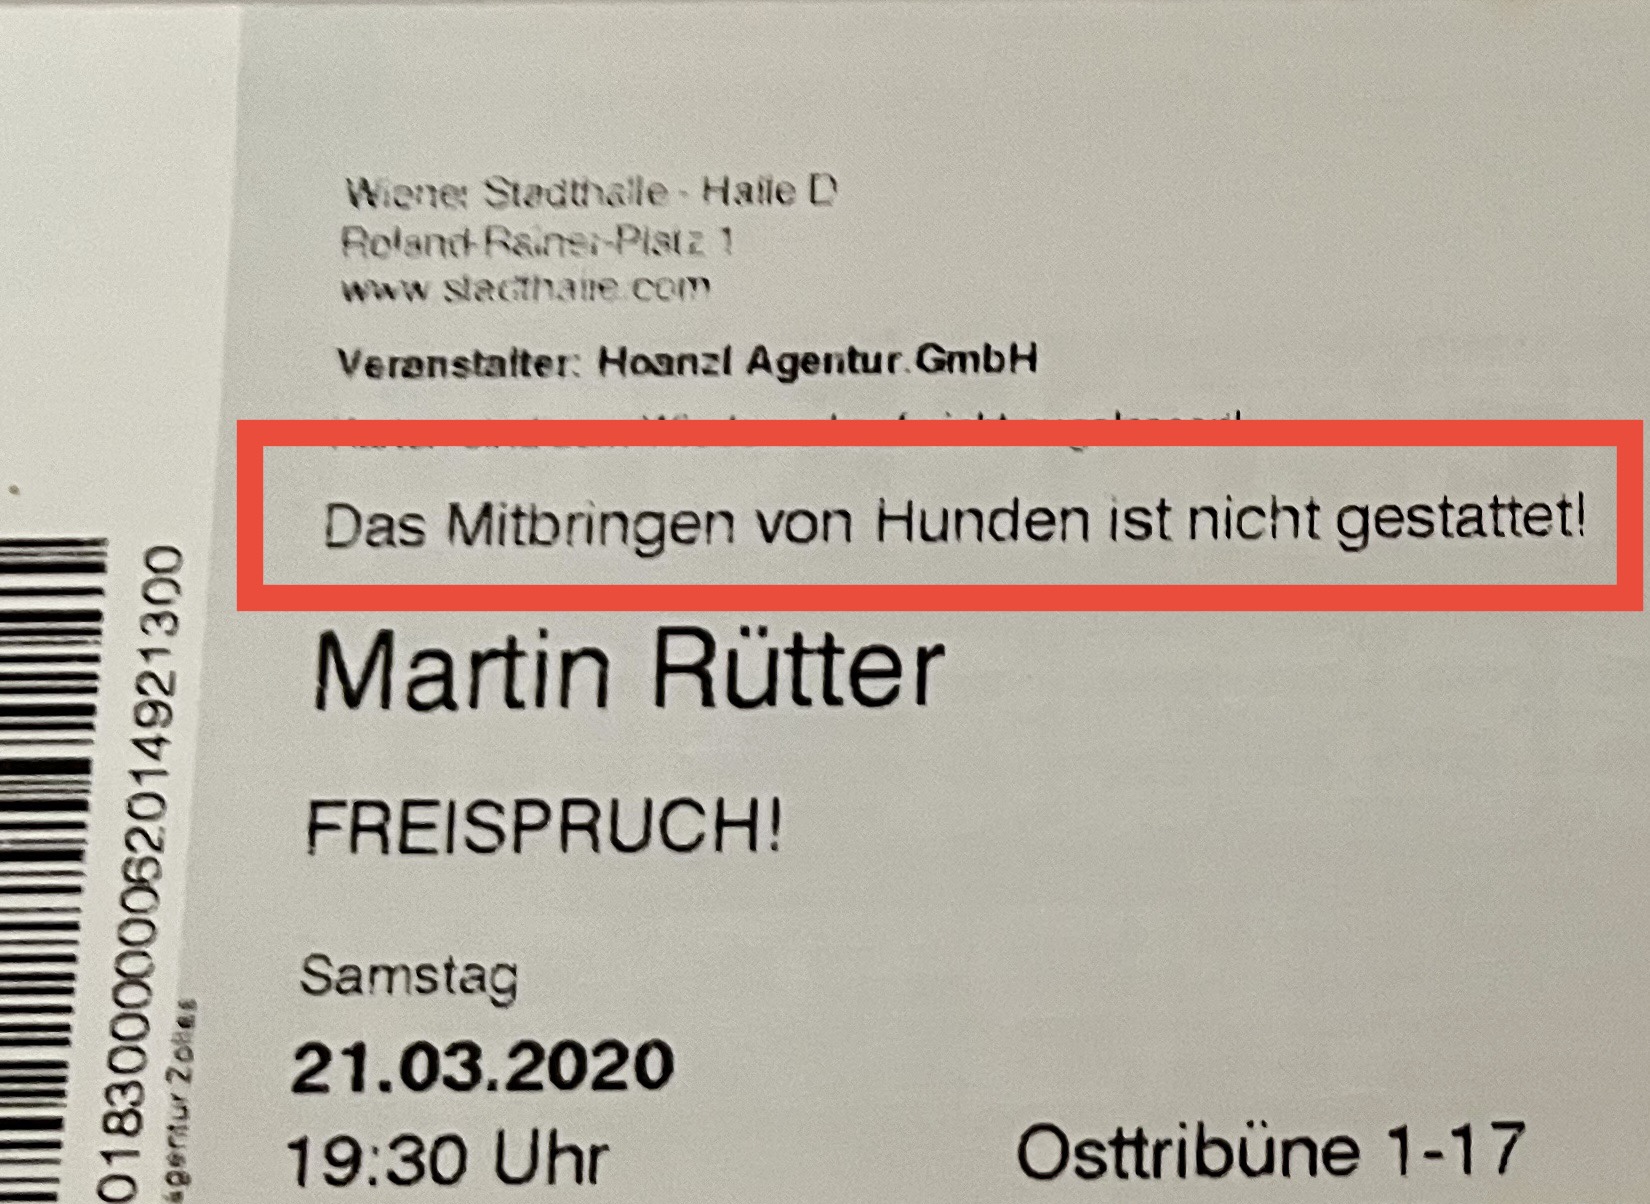 Wiener Stadthalle - Halle D
Roland-Rainer-Platz 1
www.stadthalle.com
Veranstalter: Hoanzl Agentur.GmbH
Das Mitbringen von Hunden ist nicht gestattet!
Martin Rütter
FREISPRUCH!
Samstag
21.03.2020
19:30 Uhr
Osttribüne 1-17
018300000062014921300